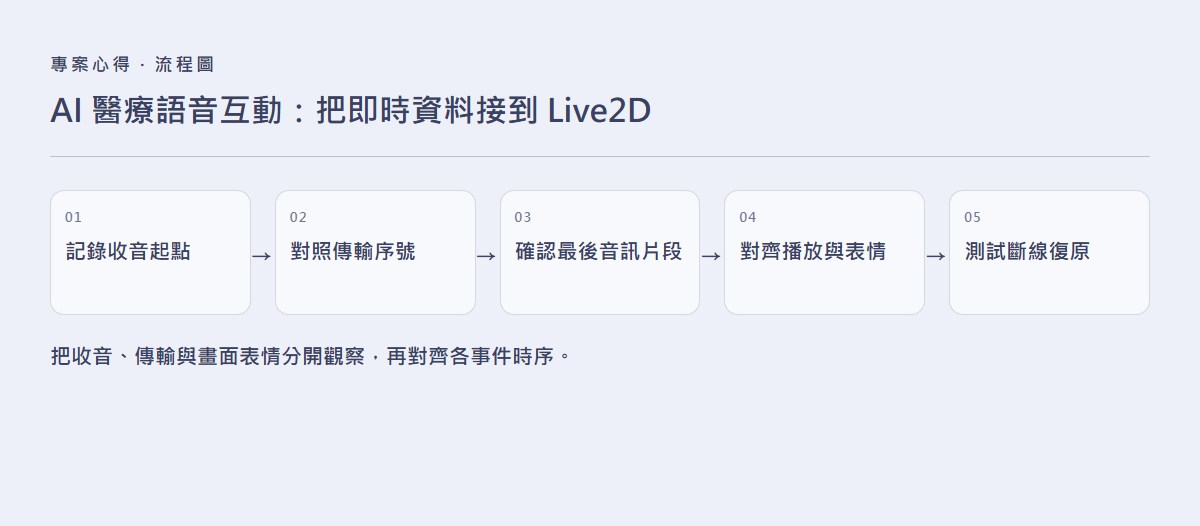 專案心得 · 流程圖
AI 醫療語音互動：把即時資料接到 Live2D
01
記錄收音起點
→
02
對照傳輸序號
→
03
確認最後音訊片段
→
04
對齊播放與表情
→
05
測試斷線復原
把收音、傳輸與畫面表情分開觀察，再對齊各事件時序。